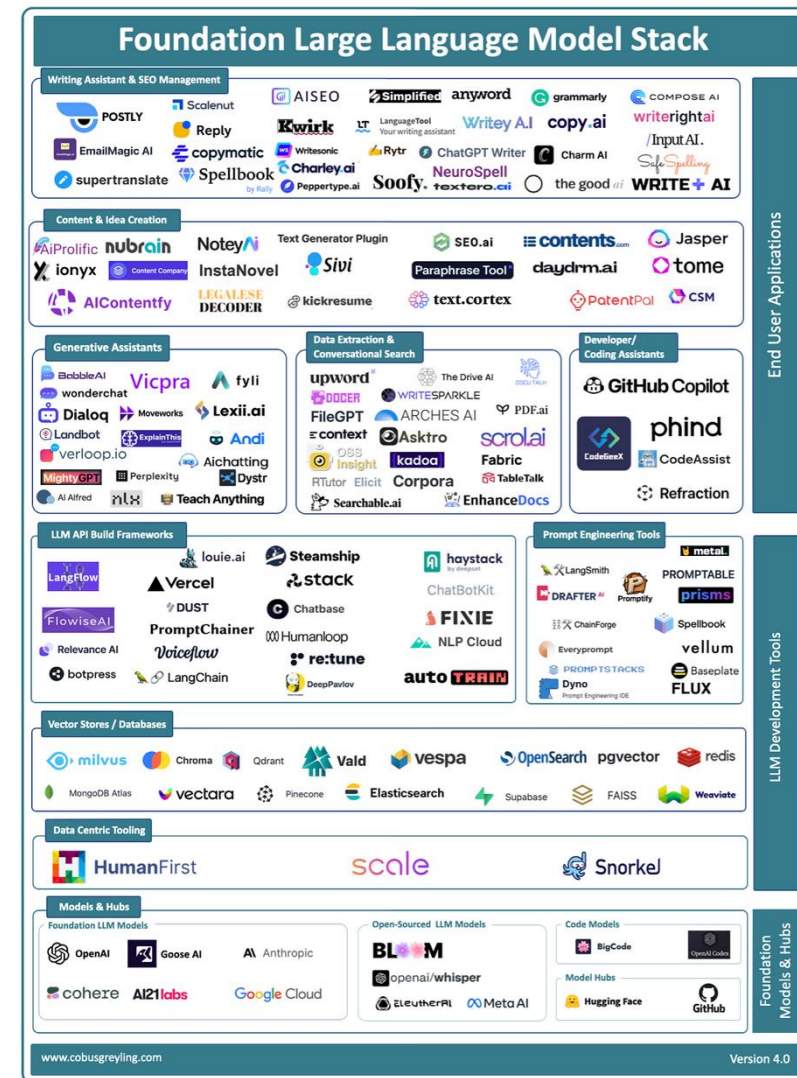 Foundation Large Language Model Stack
Writing Assistant & SEO Management
POSTLY
Scalenut
AISEO
Simplified
anyword
grammarly
COMPOSE AI
EmailMagic AI
Reply
Kwirk
LT LanguageTool
Your writing assistant
Writey A.I
copy.ai
writerightai
/InputAI.
copymatic
ws Writesonic
Rytr
ChatGPT Writer
Charm AI
Safe Spelling
supertranslate
Spellbook
by Rally
Charley.ai
Peppertype.ai
Soofy.
NeuroSpell
textero.ai
the good ai
WRITE+AI
Content & Idea Creation
AiProlific
nubrain
NoteyAi
Text Generator Plugin
SEO.ai
contents.com
Jasper
ionyx
Content Company
InstaNovel
Sivi
Paraphrase Tool
daydrm.ai
tome
AIContentfy
LEGALESE
DECODER
kickresume
text.cortex
PatentPal
CSM
Generative Assistants
BabbleAI
wonderchat
Vicpra
fyli
Dialoq
Moveworks
Lexii.ai
Landbot
ExplainThis
Andi
verloop.io
Aichatting
MightyGPT
Perplexity
Dystr
AI Alfred
nlx
Teach Anything
Data Extraction &
Conversational Search
upword
The Drive AI
DOCU TALK
DOCER
WRITESPARKLE
FileGPT
ARCHES AI
PDF.ai
context
Asktro
scrol.ai
OSS
Insight
kadoa
Fabric
RTutor
Elicit
Corpora
TableTalk
Searchable.ai
EnhanceDocs
Developer/
Coding Assistants
GitHub Copilot
CodeGeeX
phind
CodeAssist
Refraction
End User Applications
LLM API Build Frameworks
LangFlow
louie.ai
Steamship
haystack
by deepset
Vercel
stack
ChatBotKit
FlowiseAI
DUST
Chatbase
FIXIE
PromptChainer
Humanloop
Relevance AI
Voiceflow
re:tune
NLP Cloud
botpress
LangChain
DeepPavlov
auto TRAIN
Prompt Engineering Tools
metal.
LangSmith
PROMPTABLE
DRAFTER AI
Promptify
prisms
ChainForge
Spellbook
Everyprompt
vellum
PROMPTSTACKS
Baseplate
Dyno
Prompt Engineering IDE
FLUX
Vector Stores / Databases
milvus
Chroma
Qdrant
Vald
vespa
OpenSearch
pgvector
redis
MongoDB Atlas
vectara
Pinecone
Elasticsearch
Supabase
FAISS
Weaviate
Data Centric Tooling
HumanFirst
scale
Snorkel
LLM Development Tools
Models & Hubs
Foundation LLM Models
OpenAI
Goose AI
A\ Anthropic
cohere
AI21labs
Google Cloud
Open-Sourced LLM Models
BLOOM
openai/whisper
EleutherAI
Meta AI
Code Models
BigCode
OpenAI Codex
Model Hubs
Hugging Face
GitHub
Foundation
Models & Hubs
www.cobusgreyling.com
Version 4.0